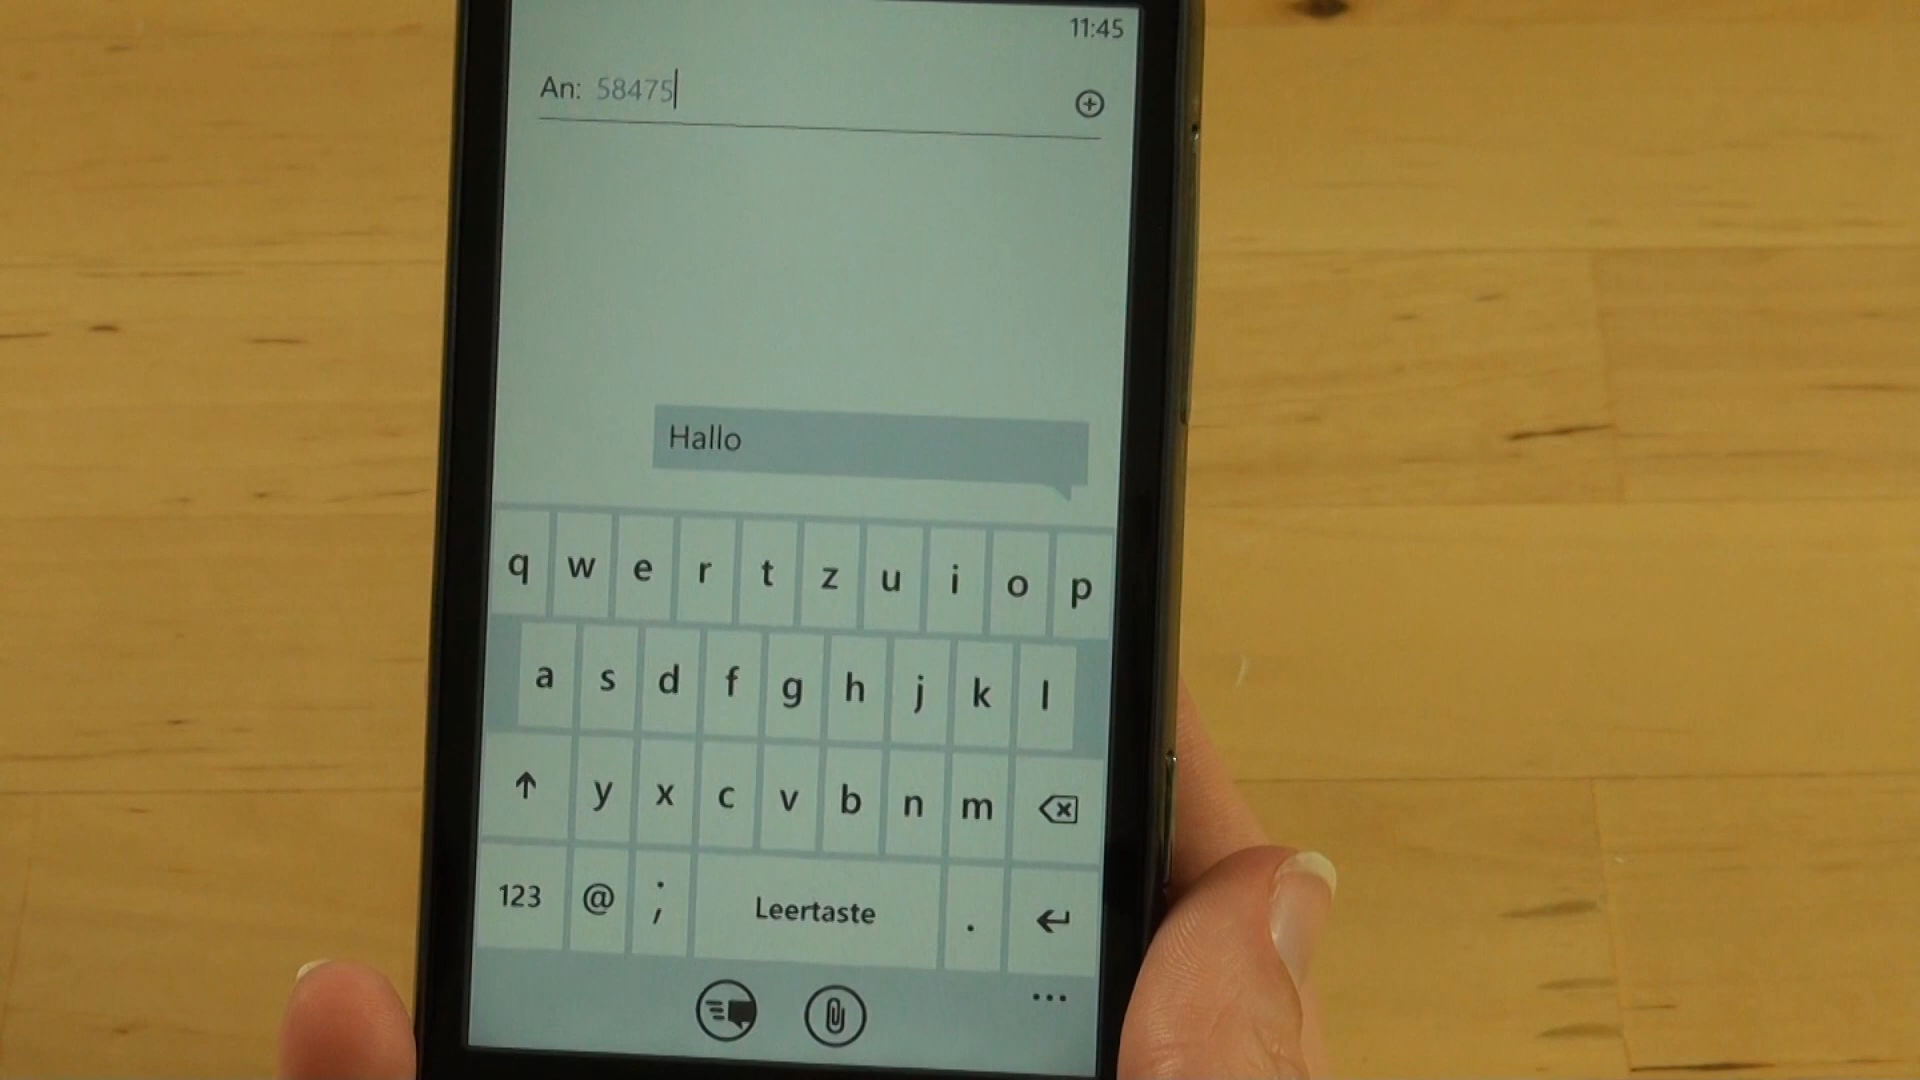 11:45
An: 58475
Hallo
q w e r t z u i o p
a s d f g h j k l
y x c v b n m
123 @ ; Leertaste .